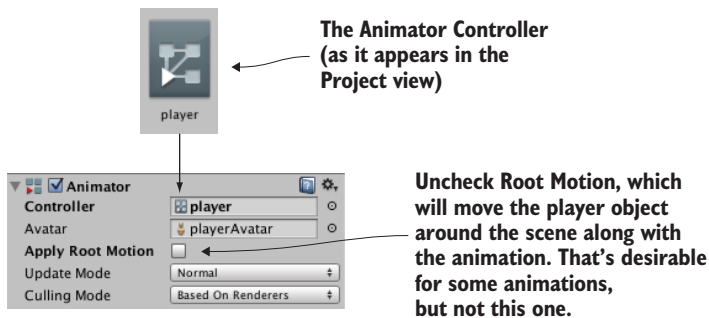 The Animator Controller
(as it appears in the
Project view)
player
Animator
Controller
player
Avatar
playerAvatar
Apply Root Motion
Update Mode
Normal
Culling Mode
Based On Renderers
Uncheck Root Motion, which
will move the player object
around the scene along with
the animation. That’s desirable
for some animations,
but not this one.